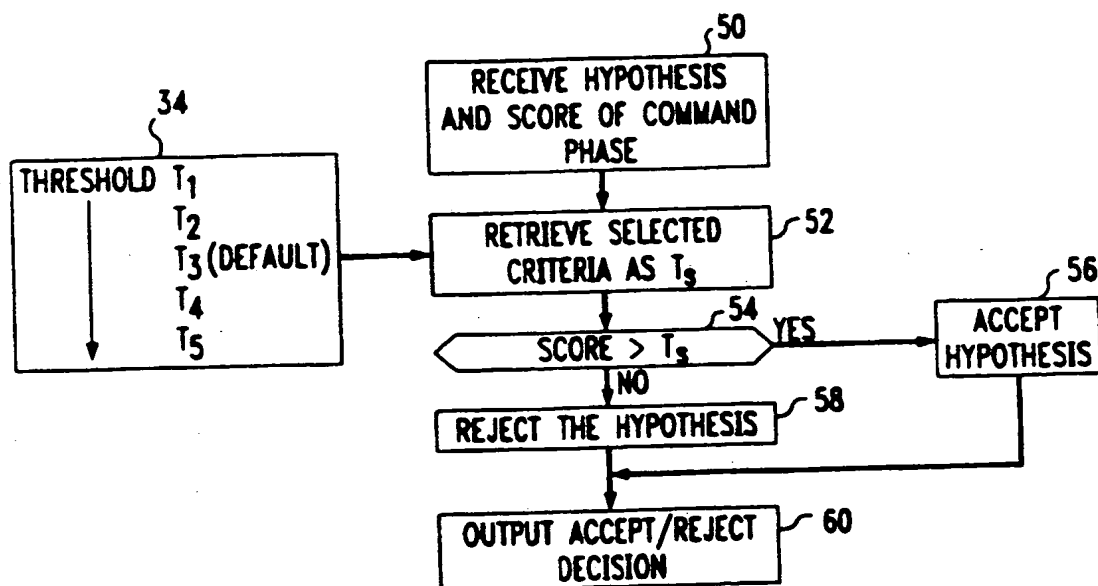 50
RECEIVE HYPOTHESIS
AND SCORE OF COMMAND
PHASE
34
THRESHOLD T1
T2
T3 (DEFAULT)
T4
T5
52
RETRIEVE SELECTED
CRITERIA AS Ts
54
SCORE > Ts
YES
56
ACCEPT
HYPOTHESIS
NO
58
REJECT THE HYPOTHESIS
60
OUTPUT ACCEPT/REJECT
DECISION